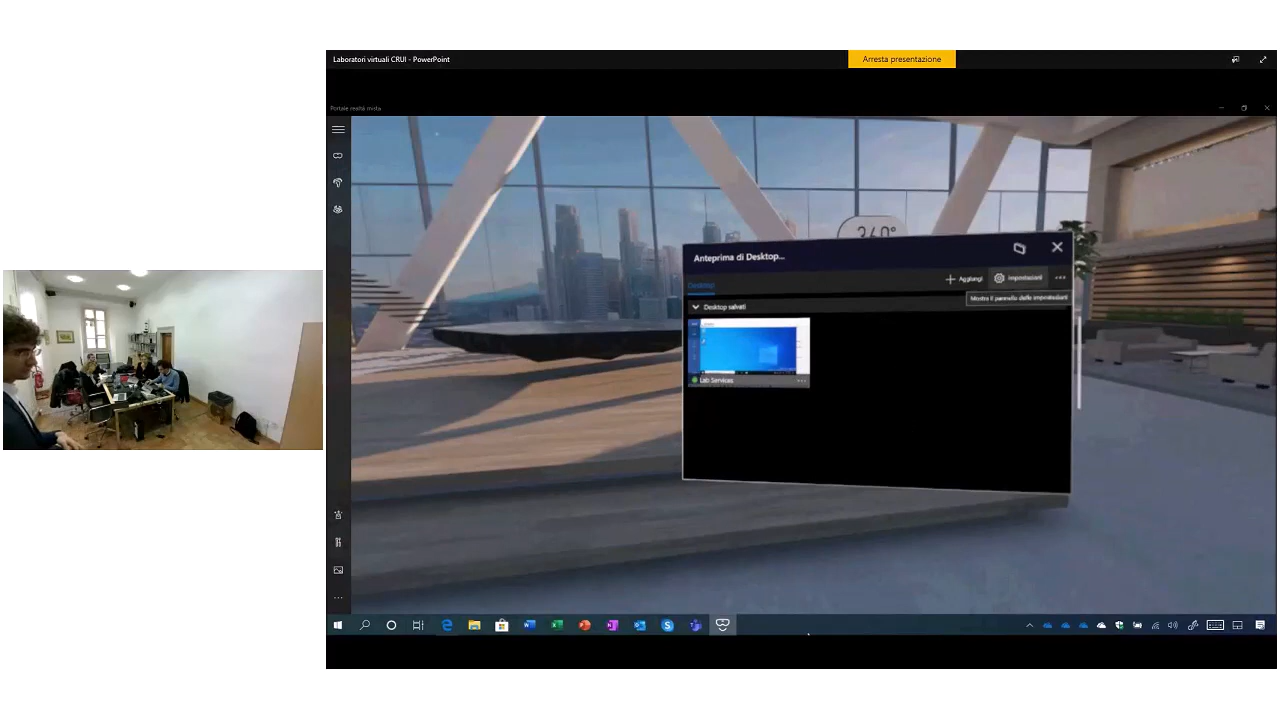 Laboratori virtuali CRUI - PowerPoint
Arresta presentazione
Portale realtà mista
360°
Anteprima di Desktop...
Desktop
Aggiungi
Impostazioni
Mostra il pannello delle impostazioni
Desktop salvati
Lab Services